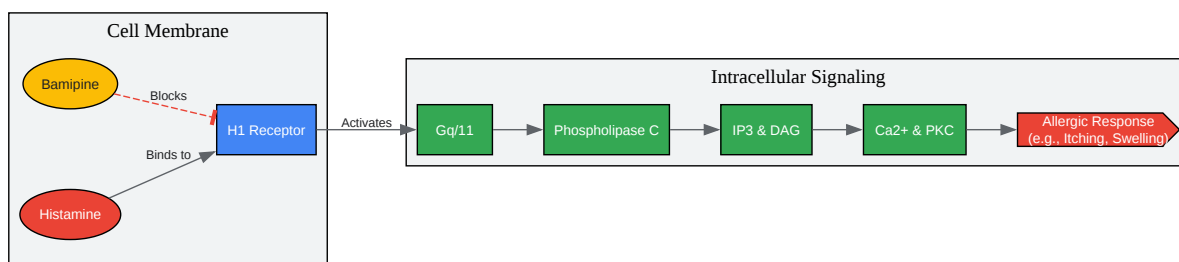 Cell Membrane
Bamipine
Blocks
H1 Receptor
Binds to
Histamine
Activates
Intracellular Signaling
Gq/11
Phospholipase C
IP3 & DAG
Ca2+ & PKC
Allergic Response
(e.g., Itching, Swelling)